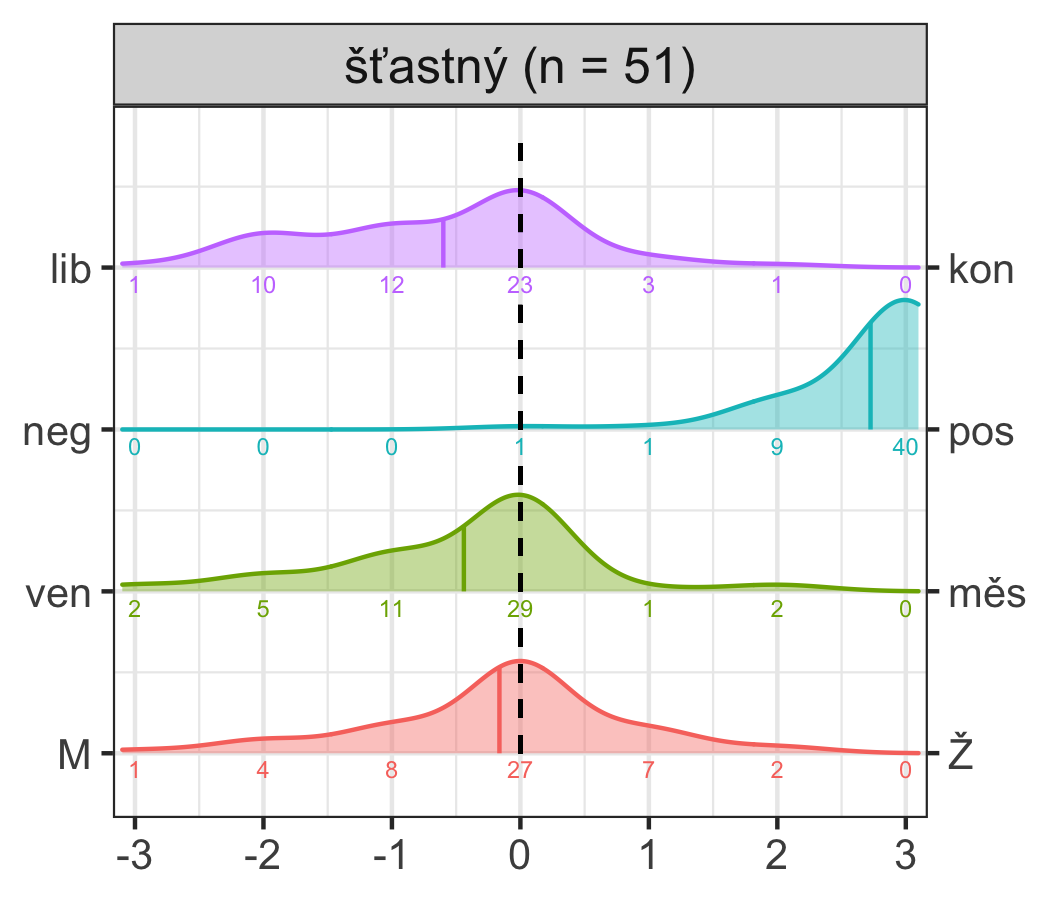 šťastný (n = 51)
lib kon
1 10 12 23 3 1 0
neg pos
0 0 0 1 1 9 40
ven měs
2 5 11 29 1 2 0
M Ž
1 4 8 27 7 2 0
-3 -2 -1 0 1 2 3